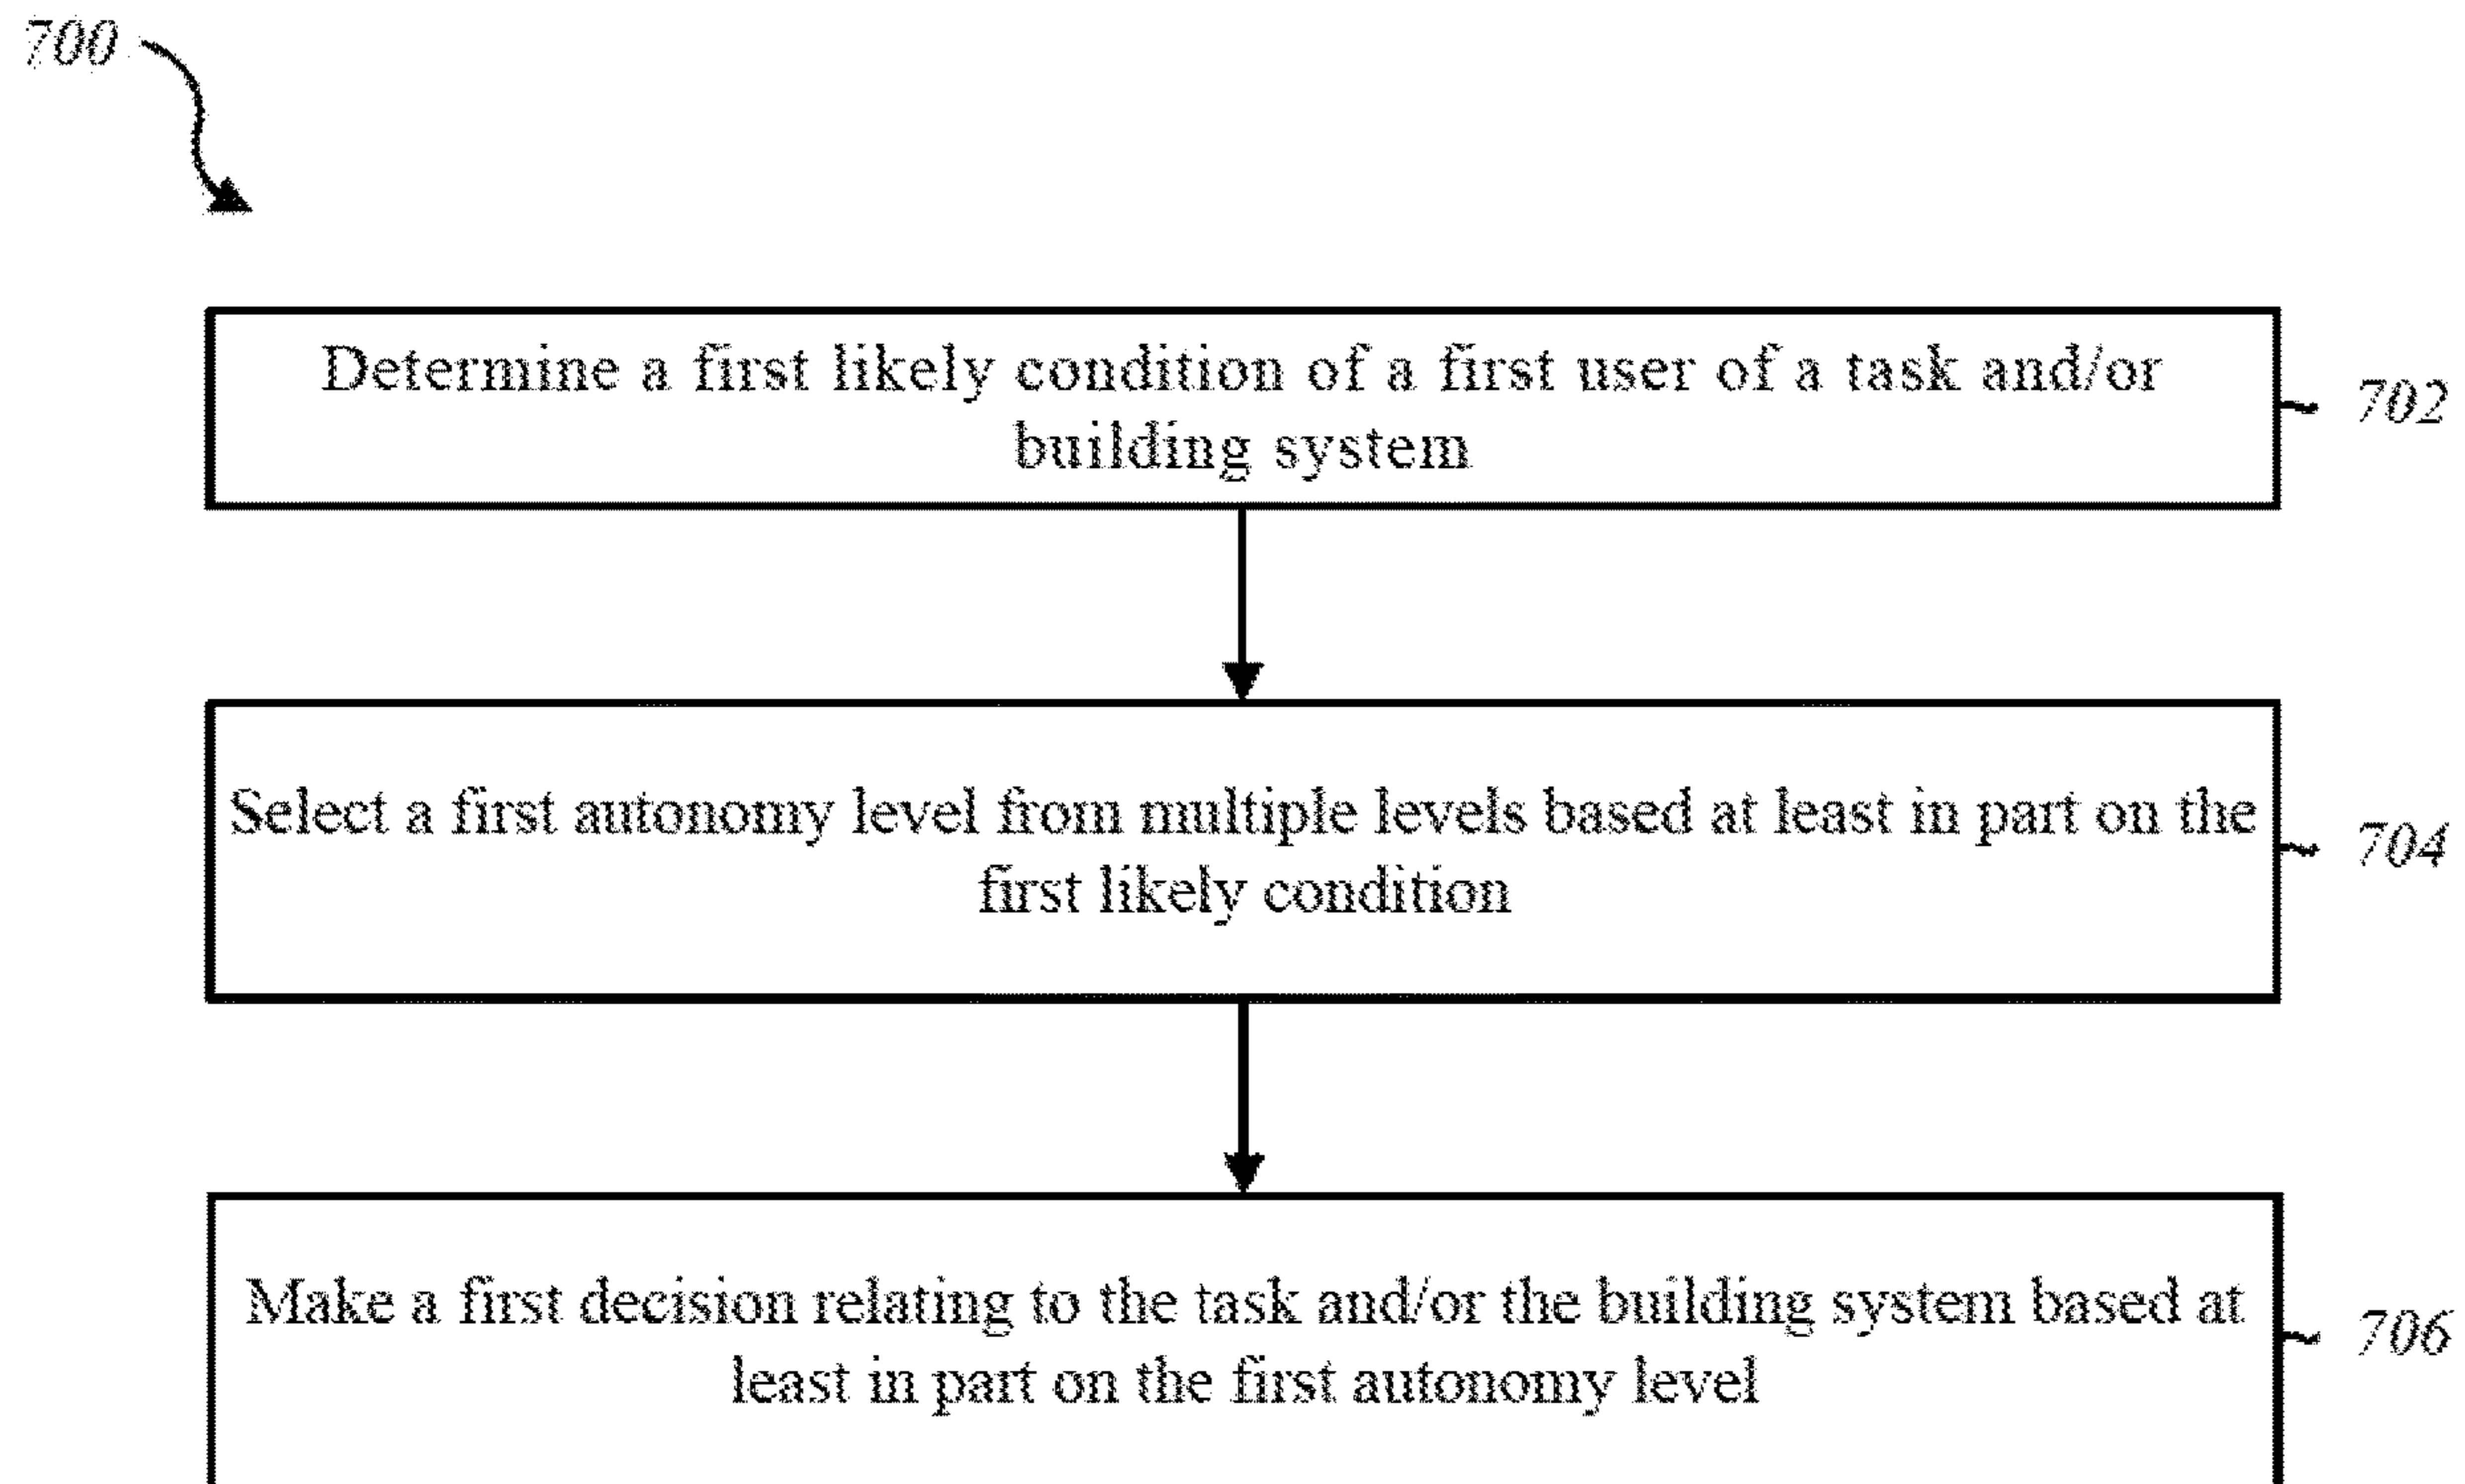 700
Determine a first likely condition of a first user of a task and/or
building system
702
Select a first autonomy level from multiple levels based at least in part on the
first likely condition
704
Make a first decision relating to the task and/or the building system based at
least in part on the first autonomy level
706